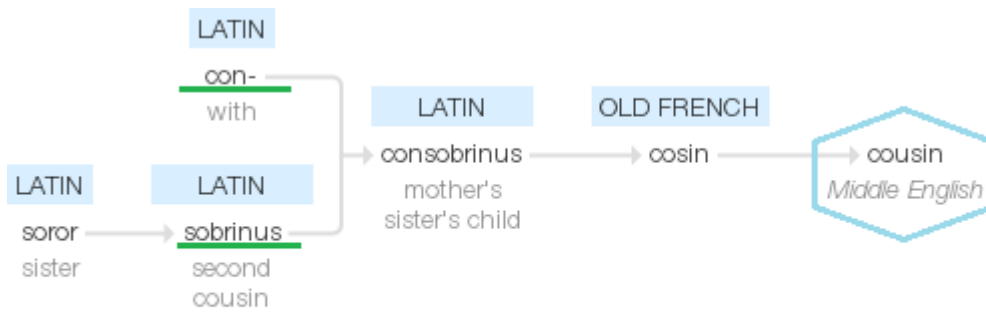 LATIN
con-
with
LATIN
soror
sister
LATIN
sobrinus
second
cousin
LATIN
consobrinus
mother's
sister's child
OLD FRENCH
cosin
cousin
Middle English